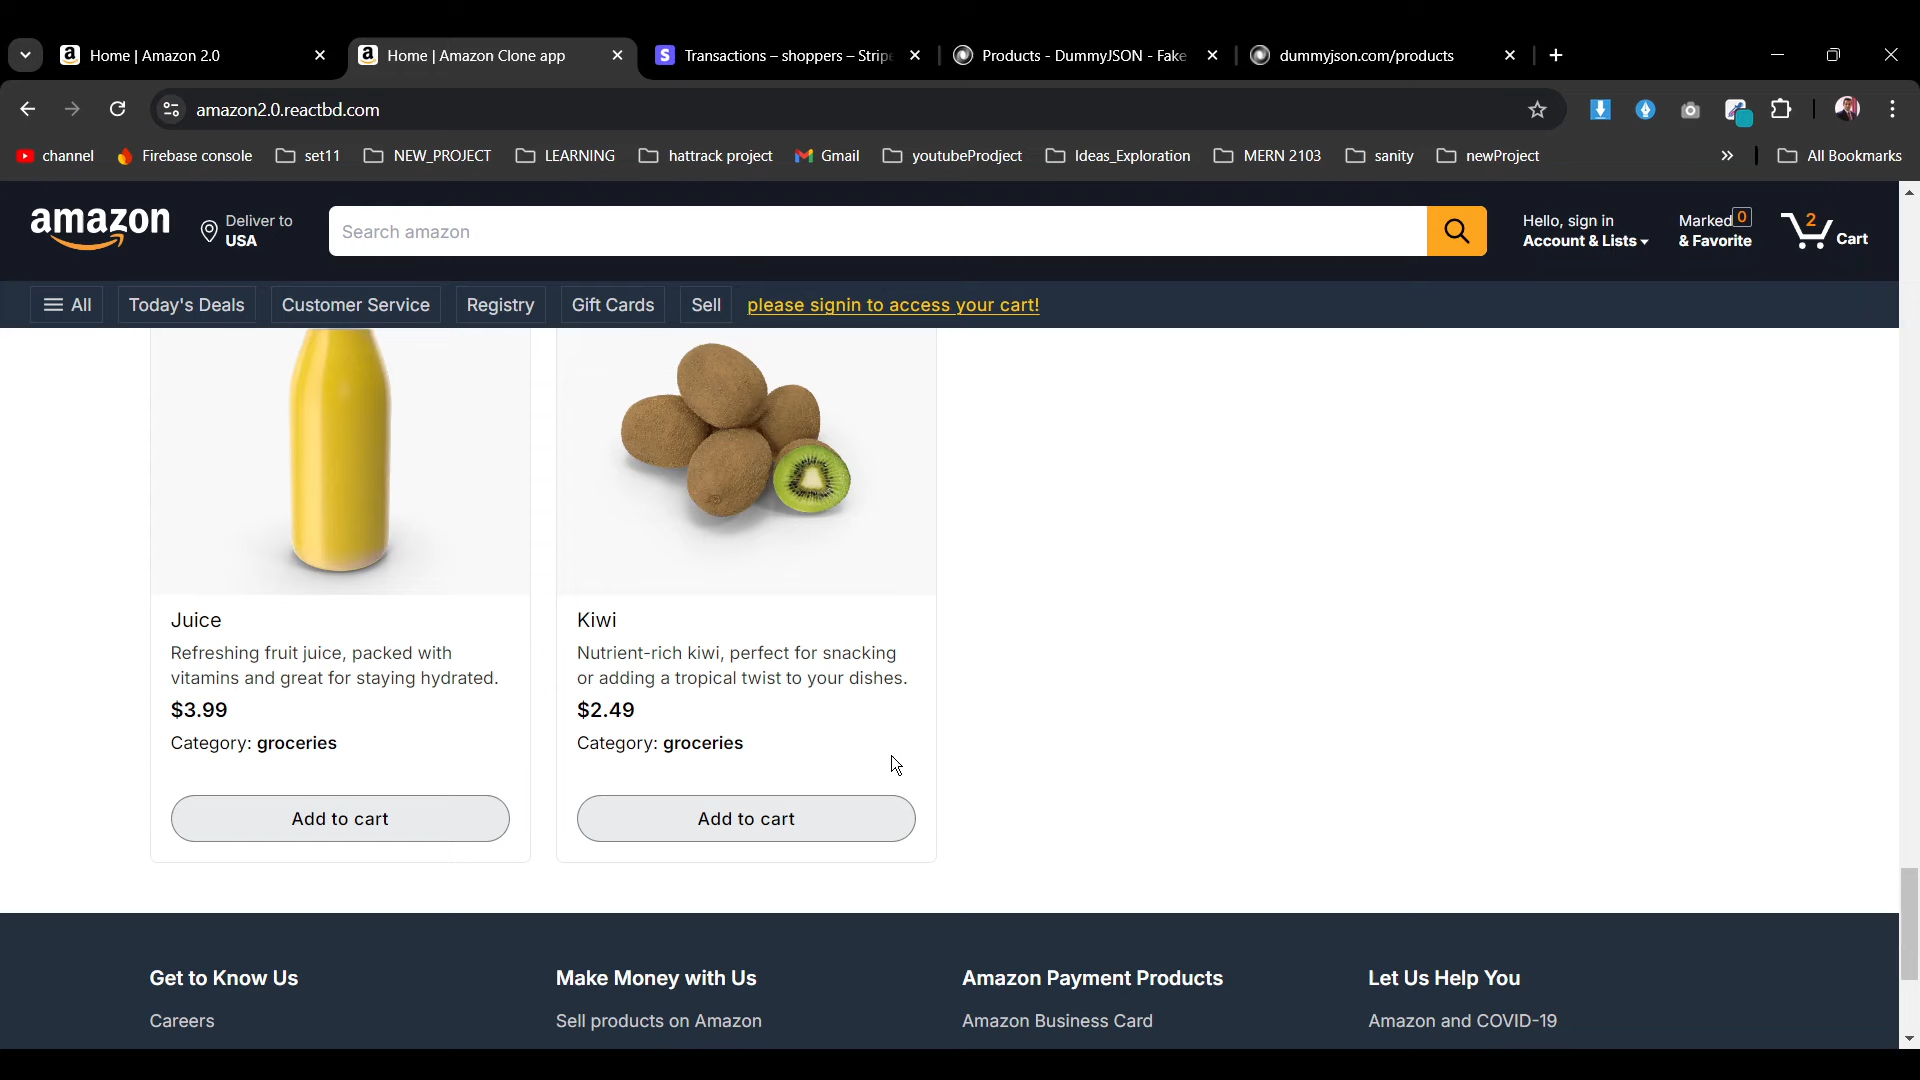 Home | Amazon 2.0
Home | Amazon Clone app
Transactions – shoppers – Stripe
Products - DummyJSON - Fake
dummyjson.com/products
amazon2.0.reactbd.com
channel
Firebase console
set11
NEW_PROJECT
LEARNING
hattrack project
Gmail
youtubeProdject
Ideas_Exploration
MERN 2103
sanity
newProject
All Bookmarks
amazon
Deliver to
USA
Search amazon
Hello, sign in
Account & Lists
Marked 0
& Favorite
2
Cart
All
Today's Deals
Customer Service
Registry
Gift Cards
Sell
please signin to access your cart!
Juice
Refreshing fruit juice, packed with
vitamins and great for staying hydrated.
$3.99
Category: groceries
Add to cart
Kiwi
Nutrient-rich kiwi, perfect for snacking
or adding a tropical twist to your dishes.
$2.49
Category: groceries
Add to cart
Get to Know Us
Careers
Make Money with Us
Sell products on Amazon
Amazon Payment Products
Amazon Business Card
Let Us Help You
Amazon and COVID-19